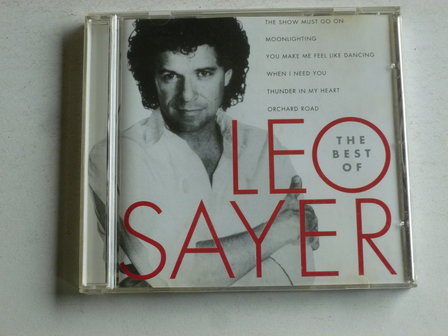 THE SHOW MUST GO ON
MOONLIGHTING
YOU MAKE ME FEEL LIKE DANCING
WHEN I NEED YOU
THUNDER IN MY HEART
ORCHARD ROAD
THE
BEST
OF
LEO
SAYER